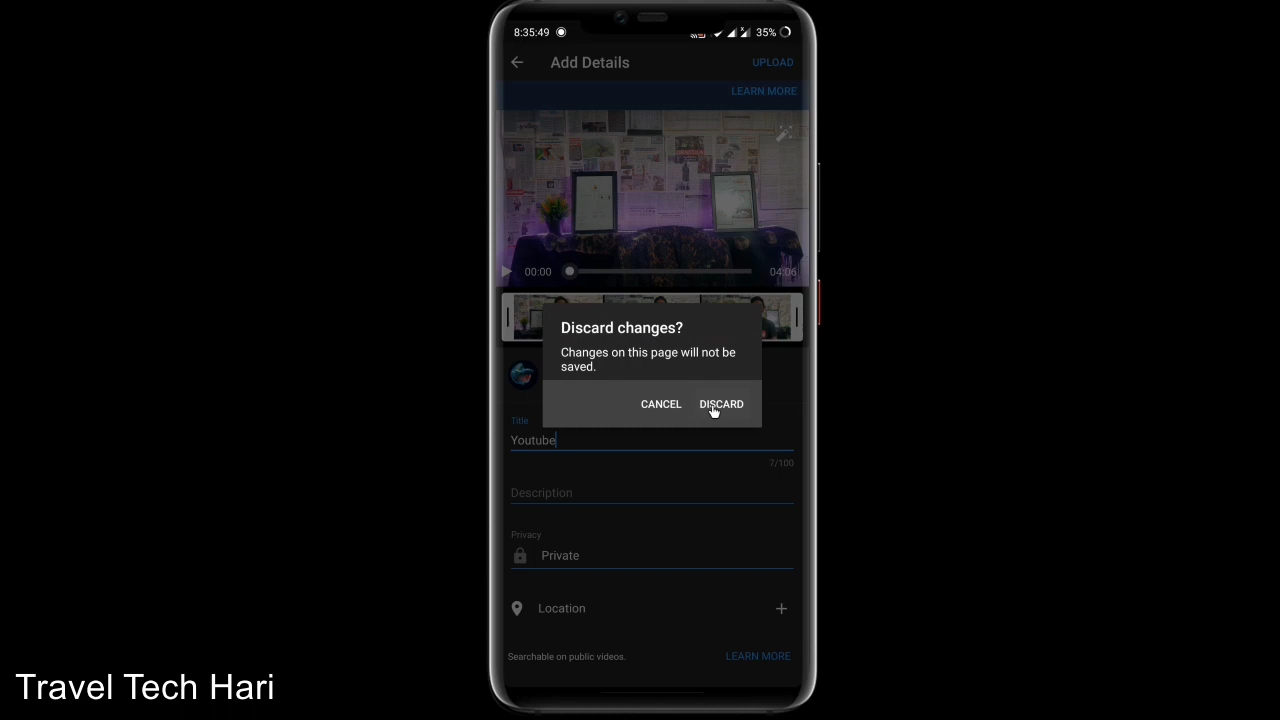 8:35:49 35%
Add Details UPLOAD
LEARN MORE
00:00 04:06
Discard changes?
Changes on this page will not be
saved.
CANCEL DISCARD
Title
Youtube
7/100
Description
Privacy
Private
Location +
Searchable on public videos. LEARN MORE
Travel Tech Hari